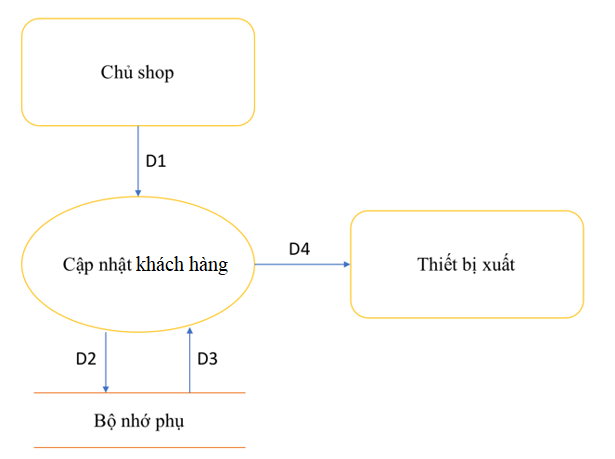 Chủ shop
D1
Cập nhật khách hàng
D4
Thiết bị xuất
D2
D3
Bộ nhớ phụ